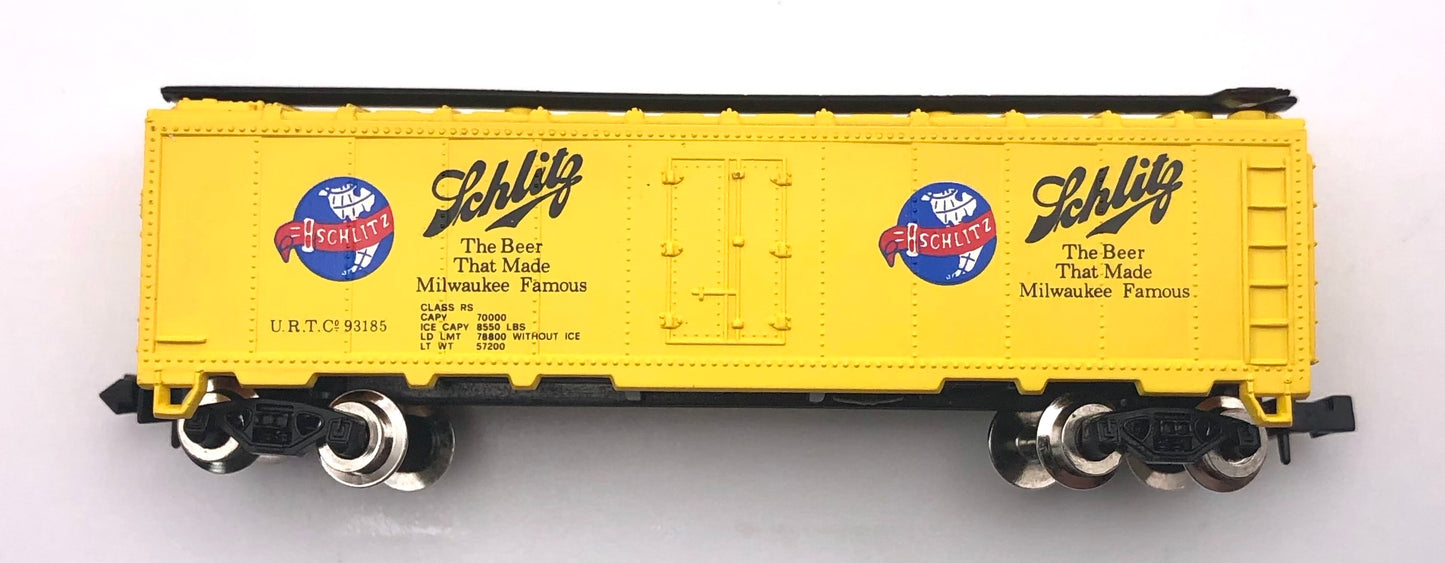 SCHLITZ
Schlitz
The Beer
That Made
Milwaukee Famous
U.R.T.Cº 93185
CLASS RS
CAPY 70000
ICE CAPY 8550 LBS
LD LMT 78800 WITHOUT ICE
LT WT 57200
SCHLITZ
Schlitz
The Beer
That Made
Milwaukee Famous